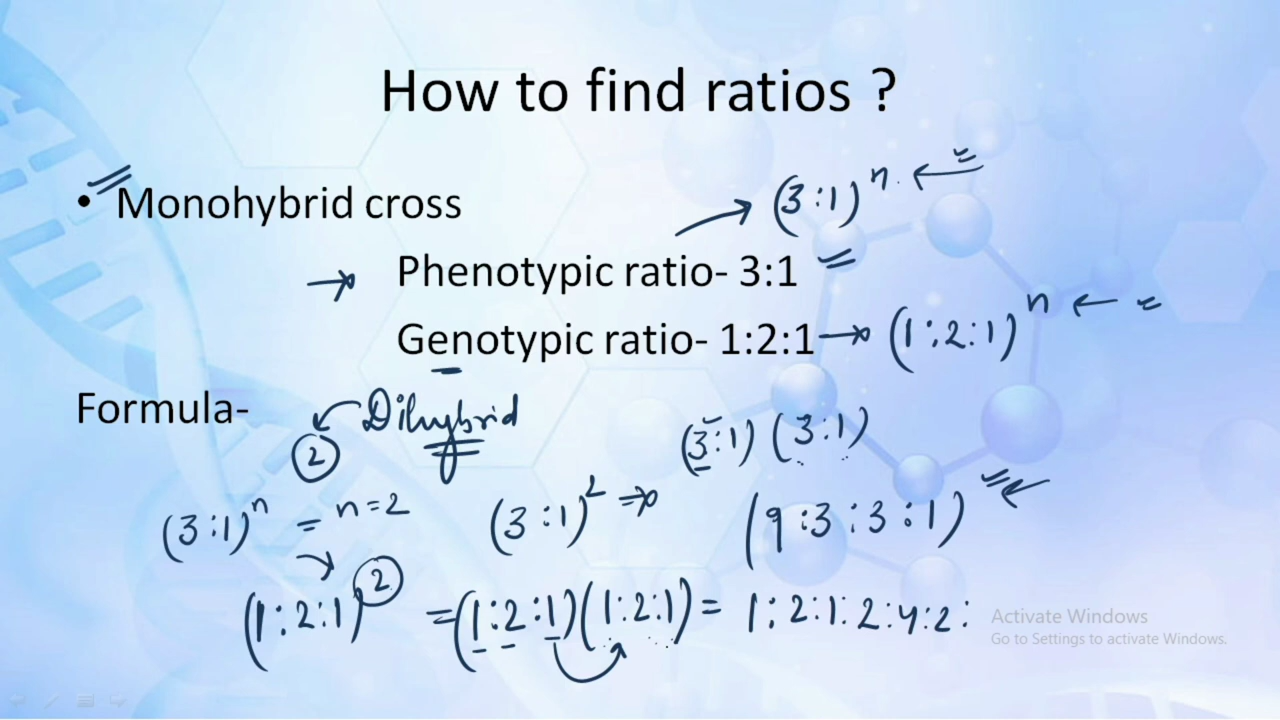 How to find ratios ?
• Monohybrid cross
(3:1)ⁿ
Phenotypic ratio- 3:1
Genotypic ratio- 1:2:1 → (1:2:1)ⁿ
Formula-
Dihybrid
2
(3:1)(3:1)
(3:1)ⁿ = n=2
(3:1)² → (9:3:3:1)
(1:2:1)² =(1:2:1)(1:2:1)= 1:2:1:2:4:2:
Activate Windows
Go to Settings to activate Windows.